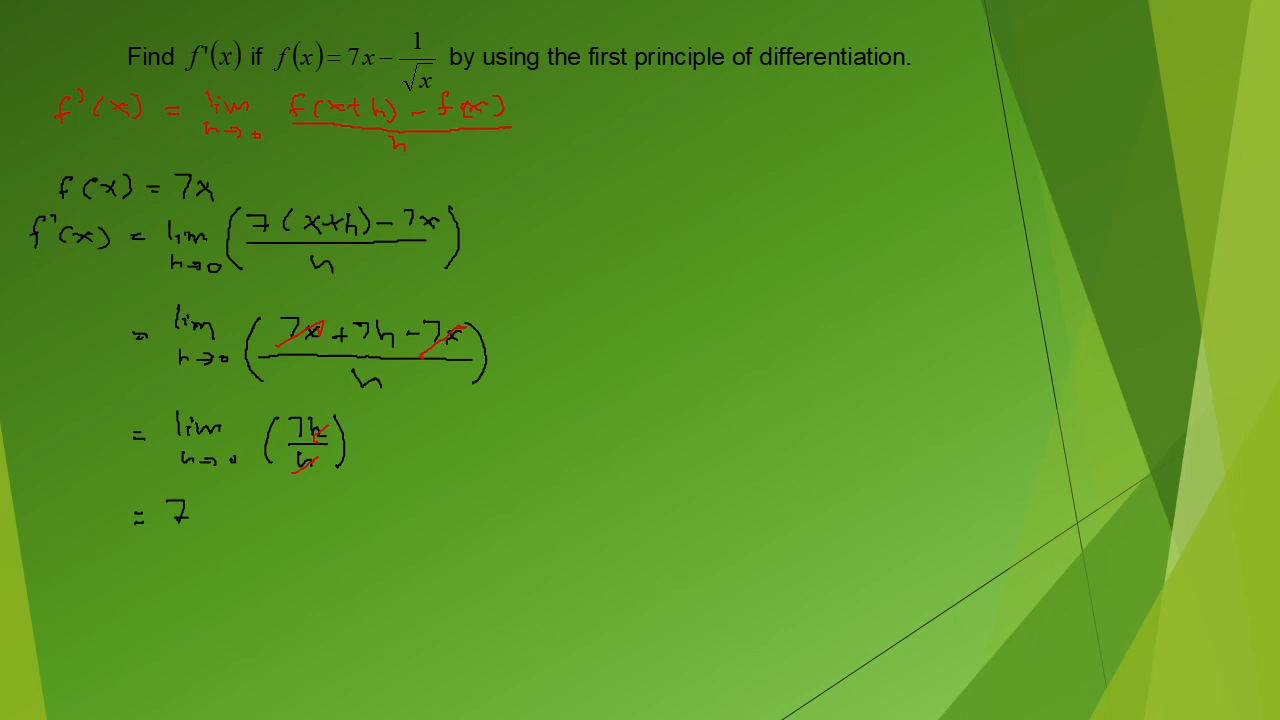 Find f'(x) if f(x) = 7x − 1/√x by using the first principle of differentiation.
f'(x) = lim h→0 f(x+h) − f(x) / h
f(x) = 7x
f'(x) = lim h→0 (7(x+h) − 7x / h)
= lim h→0 (7x + 7h − 7x / h)
= lim h→0 (7h / h)
= 7